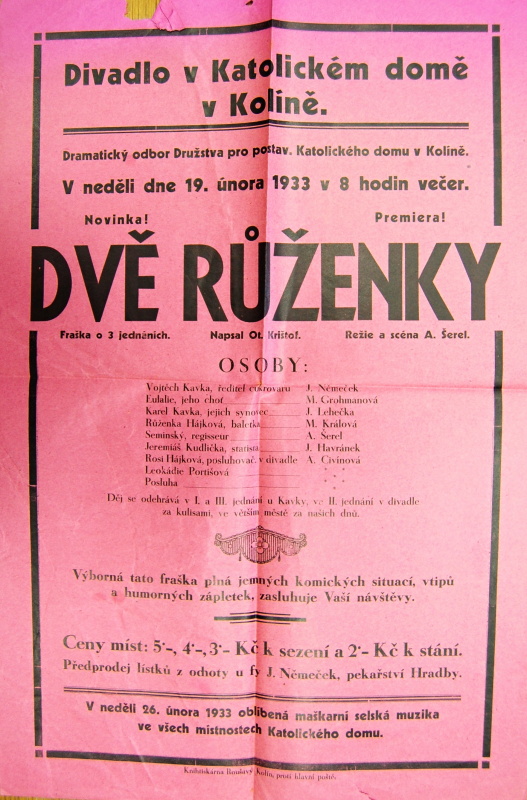 Divadlo v Katolickém domě
v Kolíně.
Dramatický odbor Družstva pro postav. Katolického domu v Kolíně.
V neděli dne 19. února 1933 v 8 hodin večer.
Novinka! Premiera!
DVĚ RŮŽENKY
Fraška o 3 jednáních. Napsal Ot. Krištof. Režie a scéna A. Šerel.
OSOBY:
Vojtěch Kavka, ředitel cukrovaru J. Němeček
Eulalie, jeho choť M. Grohmanová
Karel Kavka, jejich synovec J. Lehečka
Růženka Hájková, baletka M. Králová
Semínský, regisseur A. Šerel
Jeremiáš Kudlička, statista J. Havránek
Rosi Hájková, posluhovač. v divadle A. Civínová
Leokádie Portišová " "
Posluha " "
Děj se odehrává v I. a III. jednání u Kavky, ve II. jednání v divadle
za kulisami, ve větším městě za našich dnů.
Výborná tato fraška plná jemných komických situací, vtipů
a humorných zápletek, zasluhuje Vaší návštěvy.
Ceny míst: 5·-, 4·-, 3·- Kč k sezení a 2·- Kč k stání.
Předprodej lístků z ochoty u fy J. Němeček, pekařství Hradby.
V neděli 26. února 1933 oblíbená maškarní selská muzika
ve všech místnostech Katolického domu.
Knihtiskárna Kolín, proti hlavní poště.